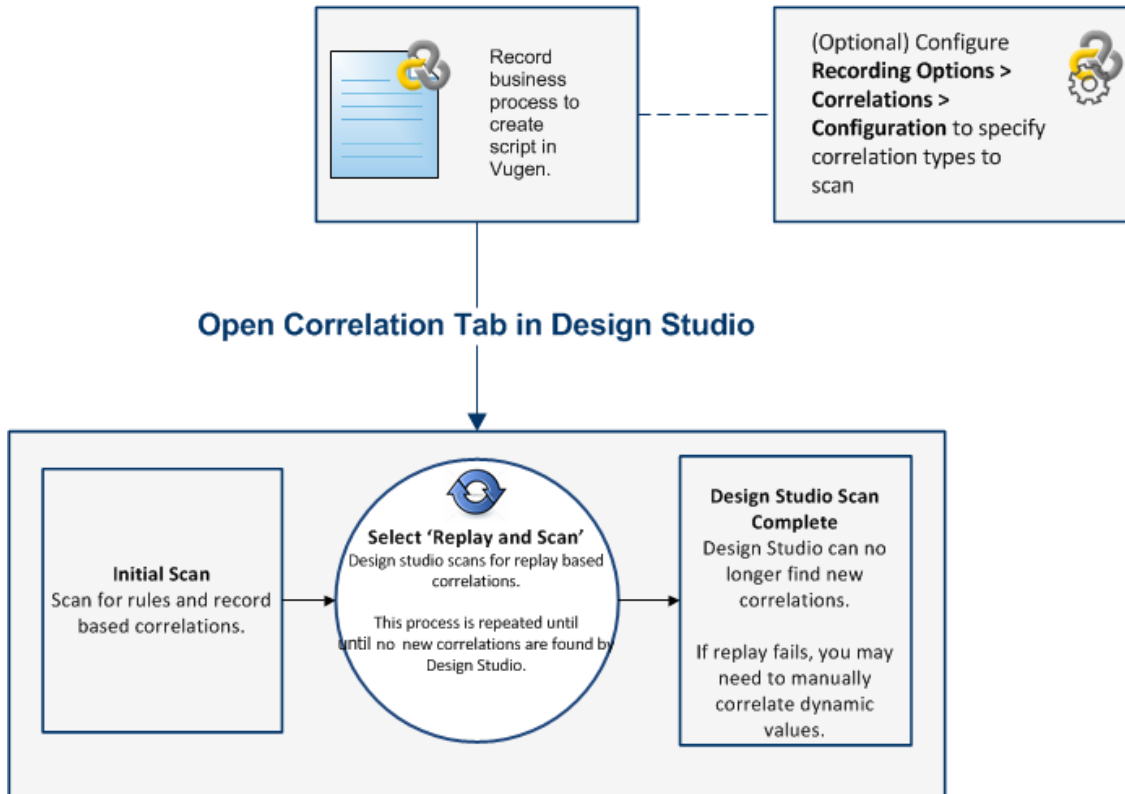 Record
business
process to
create
script in
Vugen.
(Optional) Configure
Recording Options >
Correlations >
Configuration to specify
correlation types to
scan
Open Correlation Tab in Design Studio
Initial Scan
Scan for rules and record
based correlations.
Select ‘Replay and Scan’
Design studio scans for replay based
correlations.
This process is repeated until
until no new correlations are found by
Design Studio.
Design Studio Scan
Complete
Design Studio can no
longer find new
correlations.
If replay fails, you may
need to manually
correlate dynamic
values.